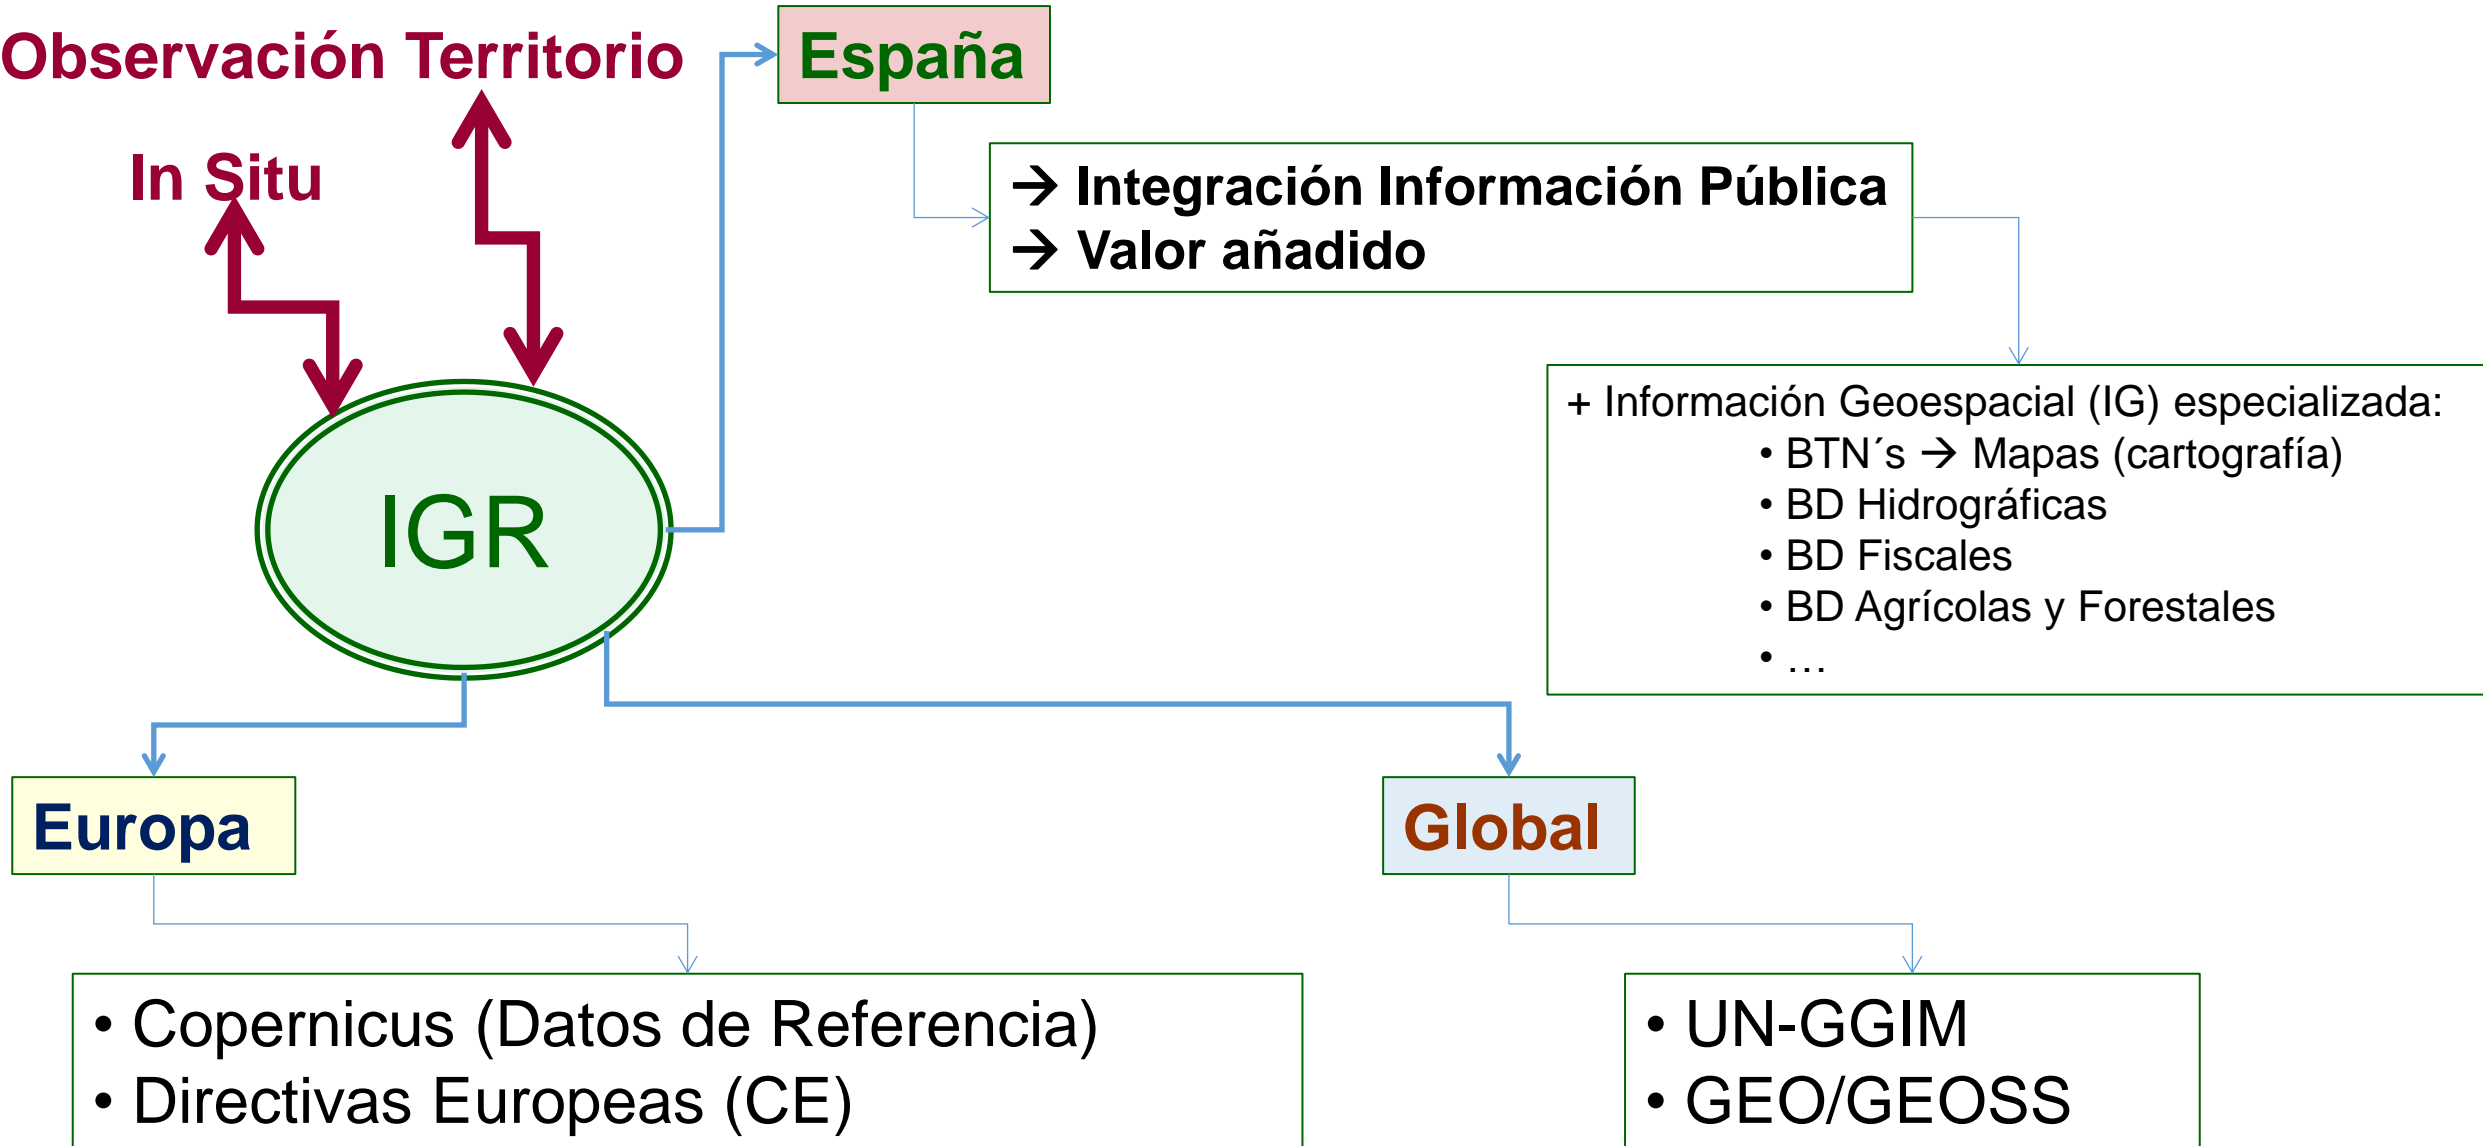 Observación Territorio
España
In Situ
→ Integración Información Pública
→ Valor añadido
+ Información Geoespacial (IG) especializada:
• BTN´s → Mapas (cartografía)
• BD Hidrográficas
• BD Fiscales
• BD Agrícolas y Forestales
• …
IGR
Europa
Global
• Copernicus (Datos de Referencia)
• Directivas Europeas (CE)
• UN-GGIM
• GEO/GEOSS